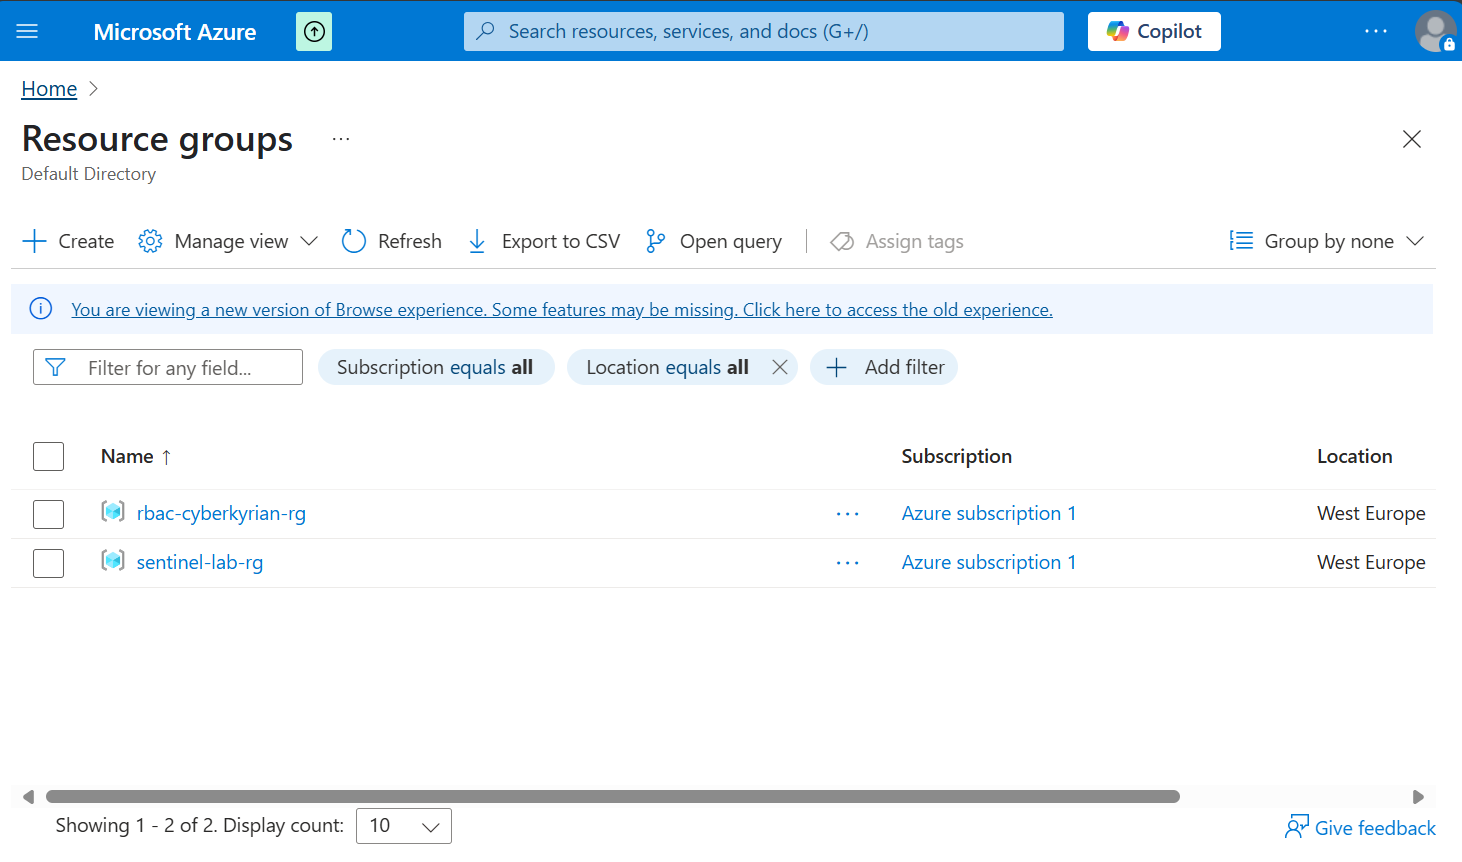 Microsoft Azure
Search resources, services, and docs (G+/)
Copilot
Home
Resource groups
Default Directory
Create Manage view Refresh Export to CSV Open query Assign tags Group by none
You are viewing a new version of Browse experience. Some features may be missing. Click here to access the old experience.
Filter for any field... Subscription equals all Location equals all Add filter
Name ↑ Subscription Location
rbac-cyberkyrian-rg ... Azure subscription 1 West Europe
sentinel-lab-rg ... Azure subscription 1 West Europe
Showing 1 - 2 of 2. Display count: 10
Give feedback